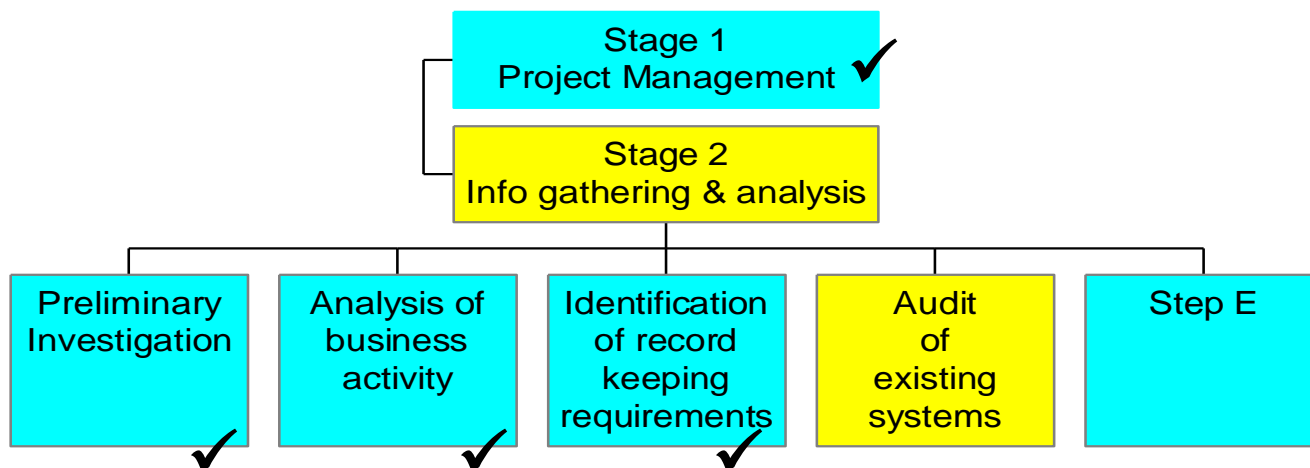 Stage 1
Project Management
Stage 2
Info gathering & analysis
Preliminary
Investigation
Analysis of
business
activity
Identification
of record
keeping
requirements
Audit
of
existing
systems
Step E